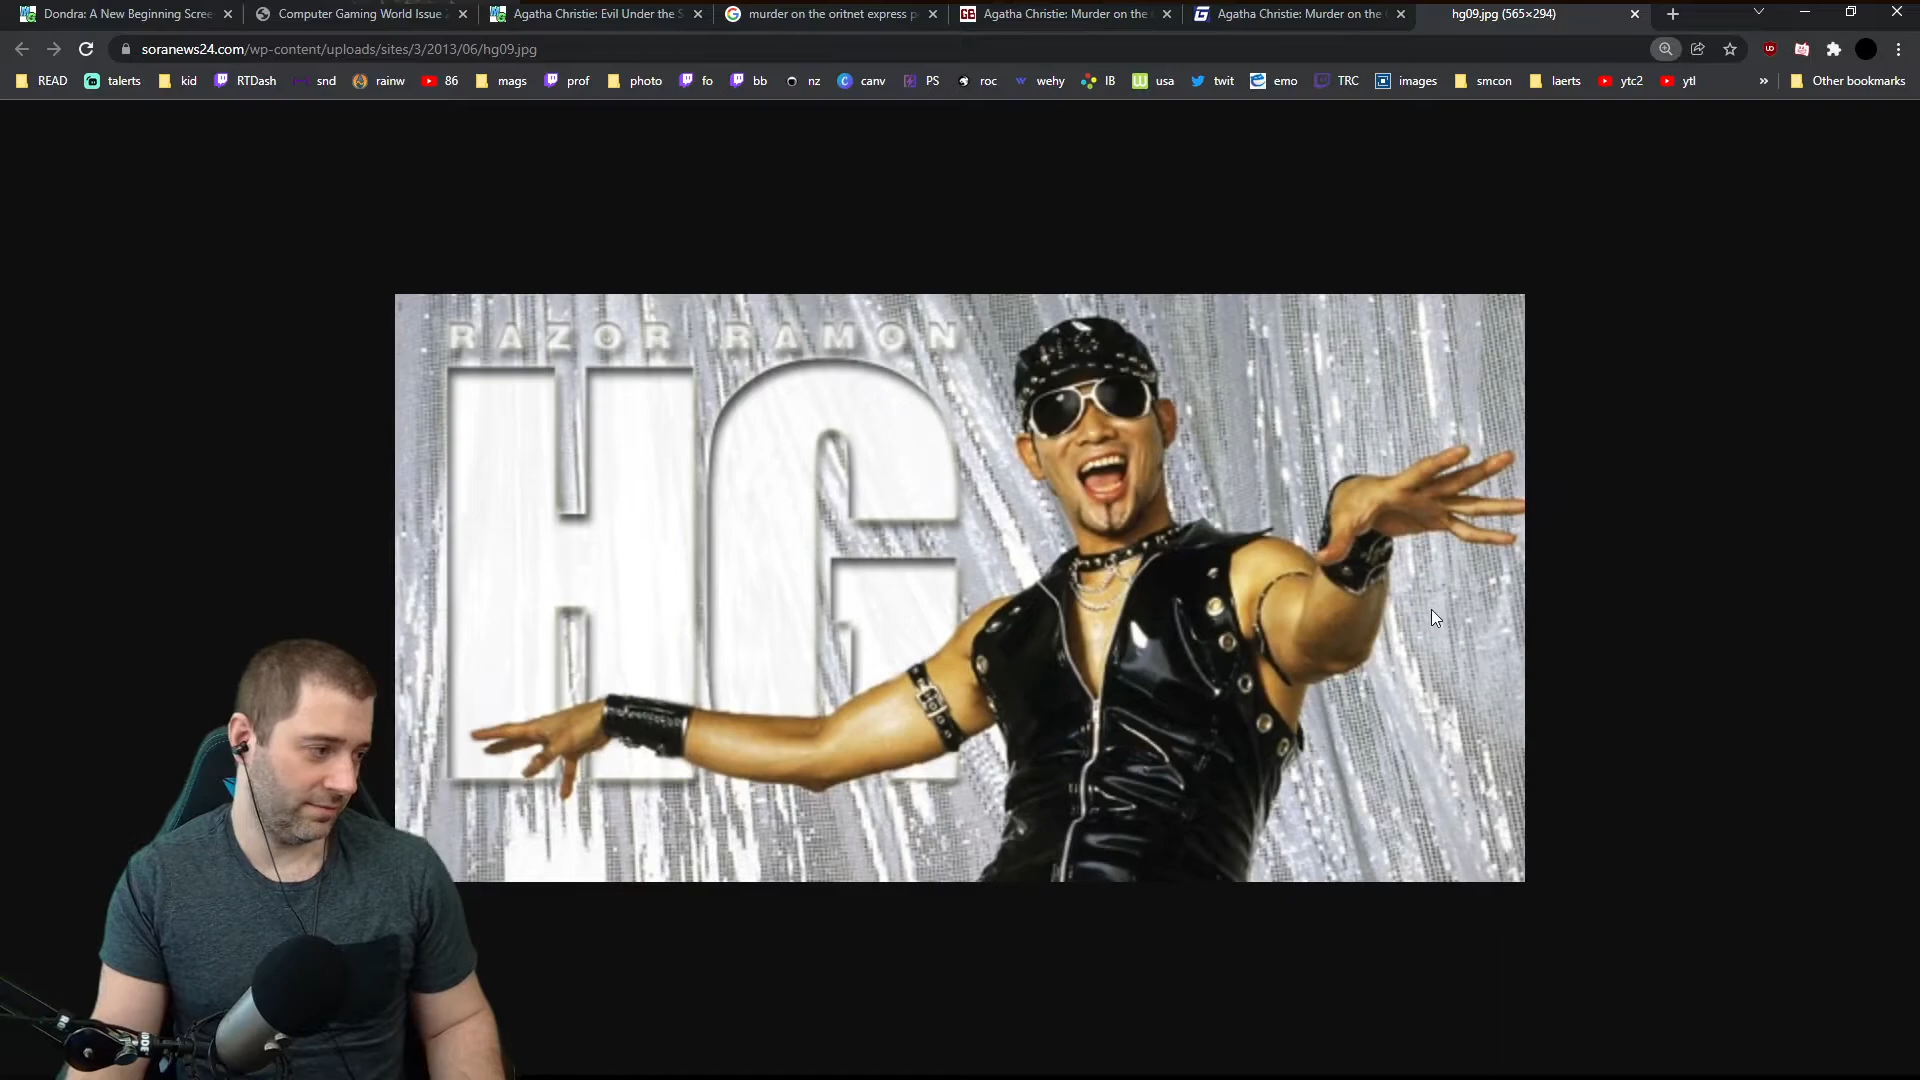 Dondra: A New Beginning Scree
Computer Gaming World Issue
Agatha Christie: Evil Under the S
murder on the oritnet express p
Agatha Christie: Murder on the
Agatha Christie: Murder on the
hg09.jpg (565×294)
soranews24.com/wp-content/uploads/sites/3/2013/06/hg09.jpg
READ talerts kid RTDash snd rainw 86 mags prof photo fo bb nz canv PS roc wehy IB usa twit emo TRC images smcon laerts ytc2 ytl » Other bookmarks
RAZOR RAMON
HG